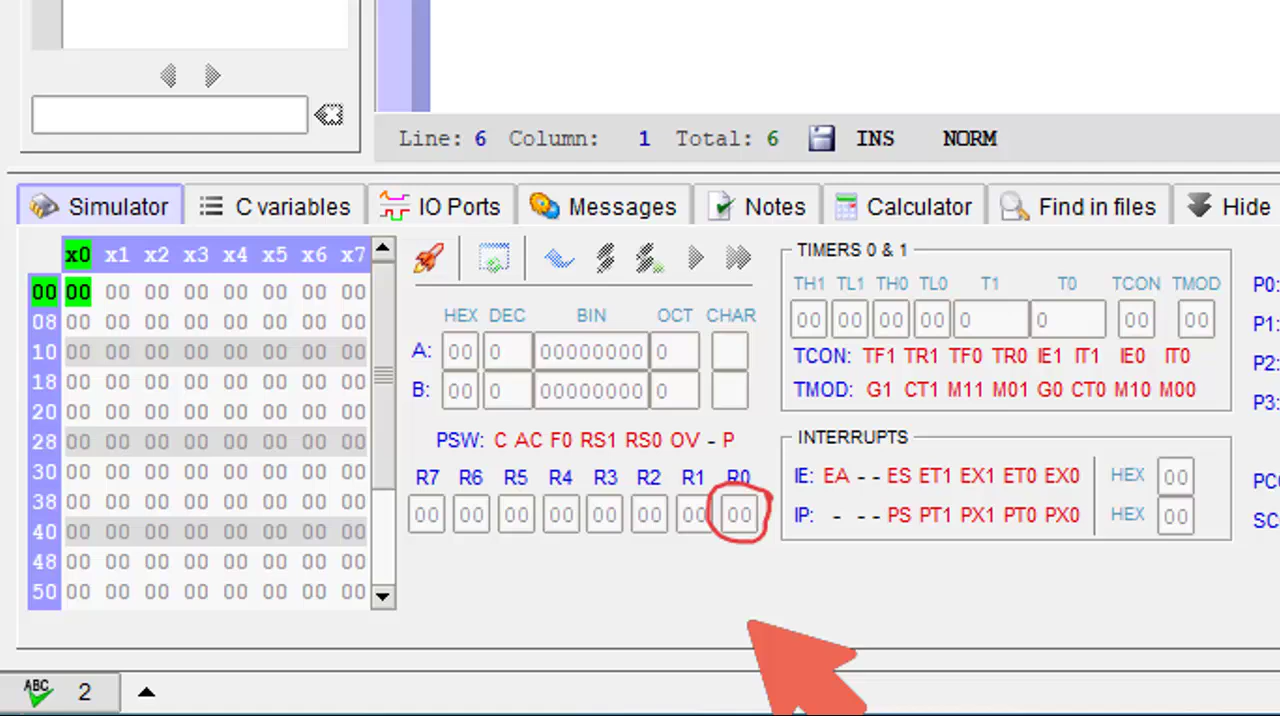 Line: 6 Column: 1 Total: 6 INS NORM
Simulator C variables IO Ports Messages Notes Calculator Find in files Hide
x0 x1 x2 x3 x4 x5 x6 x7
00 00 00 00 00 00 00 00 00
08 00 00 00 00 00 00 00 00
10 00 00 00 00 00 00 00 00
18 00 00 00 00 00 00 00 00
20 00 00 00 00 00 00 00 00
28 00 00 00 00 00 00 00 00
30 00 00 00 00 00 00 00 00
38 00 00 00 00 00 00 00 00
40 00 00 00 00 00 00 00 00
48 00 00 00 00 00 00 00 00
50 00 00 00 00 00 00 00 00
HEX DEC BIN OCT CHAR
A: 00 0 00000000 0
B: 00 0 00000000 0
PSW: C AC F0 RS1 RS0 OV - P
R7 R6 R5 R4 R3 R2 R1 R0
00 00 00 00 00 00 00 00
TIMERS 0 & 1
TH1 TL1 TH0 TL0 T1 T0 TCON TMOD
00 00 00 00 0 0 00 00
TCON: TF1 TR1 TF0 TR0 IE1 IT1 IE0 IT0
TMOD: G1 CT1 M11 M01 G0 CT0 M10 M00
INTERRUPTS
IE: EA - - ES ET1 EX1 ET0 EX0 HEX 00
IP: - - - PS PT1 PX1 PT0 PX0 HEX 00
P0:
P1:
P2:
P3:
ABC 2